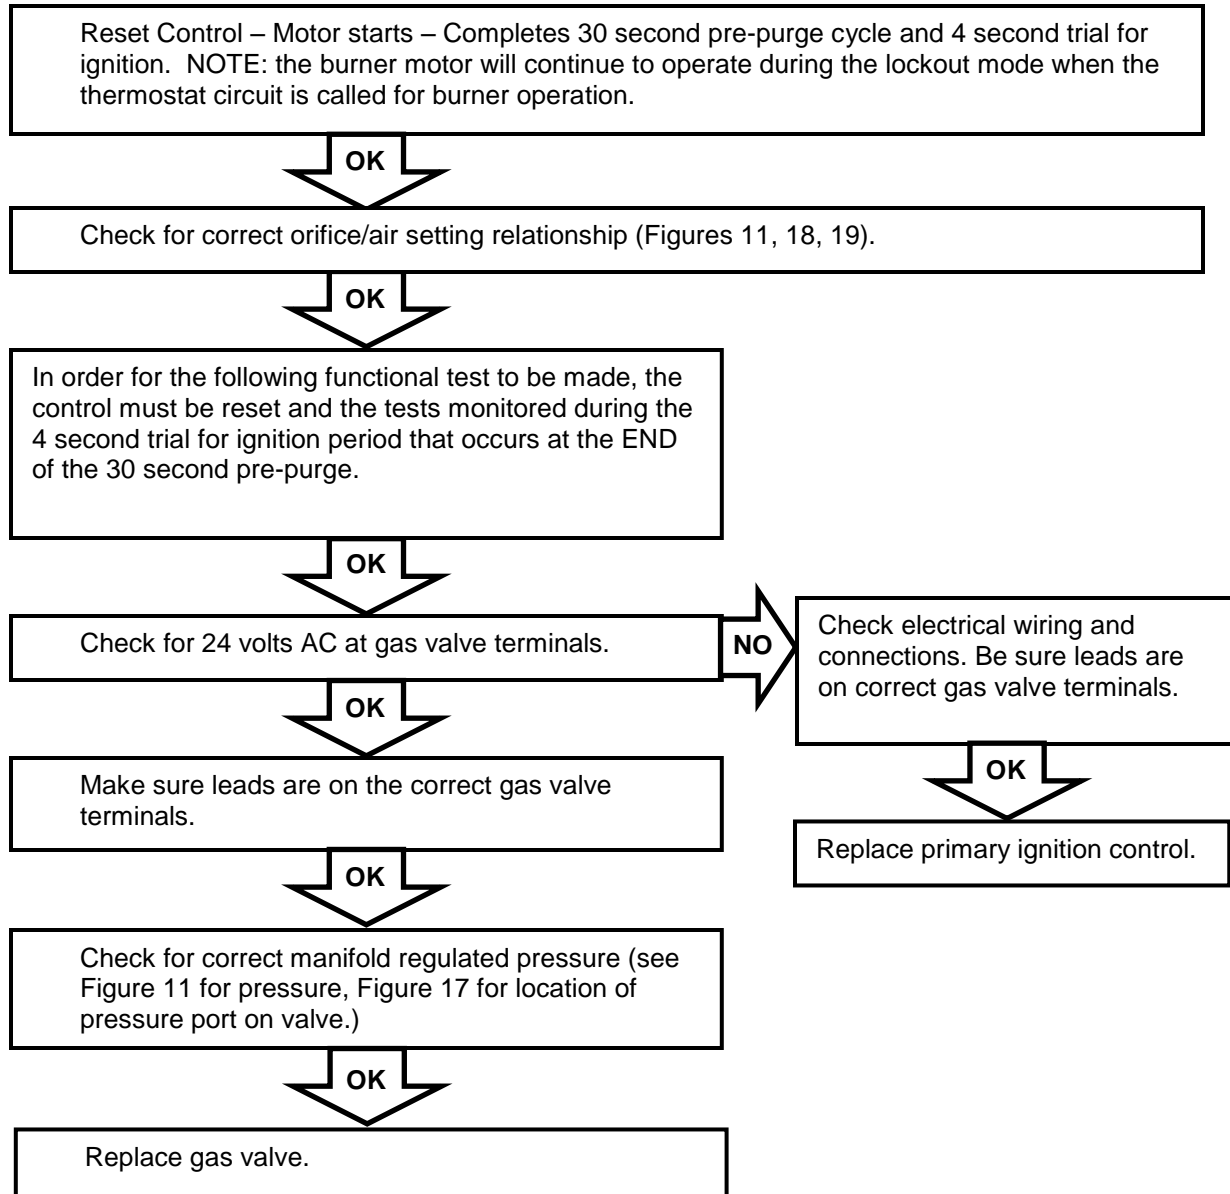 Reset Control – Motor starts – Completes 30 second pre-purge cycle and 4 second trial for
ignition.  NOTE: the burner motor will continue to operate during the lockout mode when the
thermostat circuit is called for burner operation.
OK
Check for correct orifice/air setting relationship (Figures 11, 18, 19).
OK
In order for the following functional test to be made, the
control must be reset and the tests monitored during the
4 second trial for ignition period that occurs at the END
of the 30 second pre-purge.
OK
Check for 24 volts AC at gas valve terminals.
NO
Check electrical wiring and
connections. Be sure leads are
on correct gas valve terminals.
OK
Replace primary ignition control.
OK
Make sure leads are on the correct gas valve
terminals.
OK
Check for correct manifold regulated pressure (see
Figure 11 for pressure, Figure 17 for location of
pressure port on valve.)
OK
Replace gas valve.